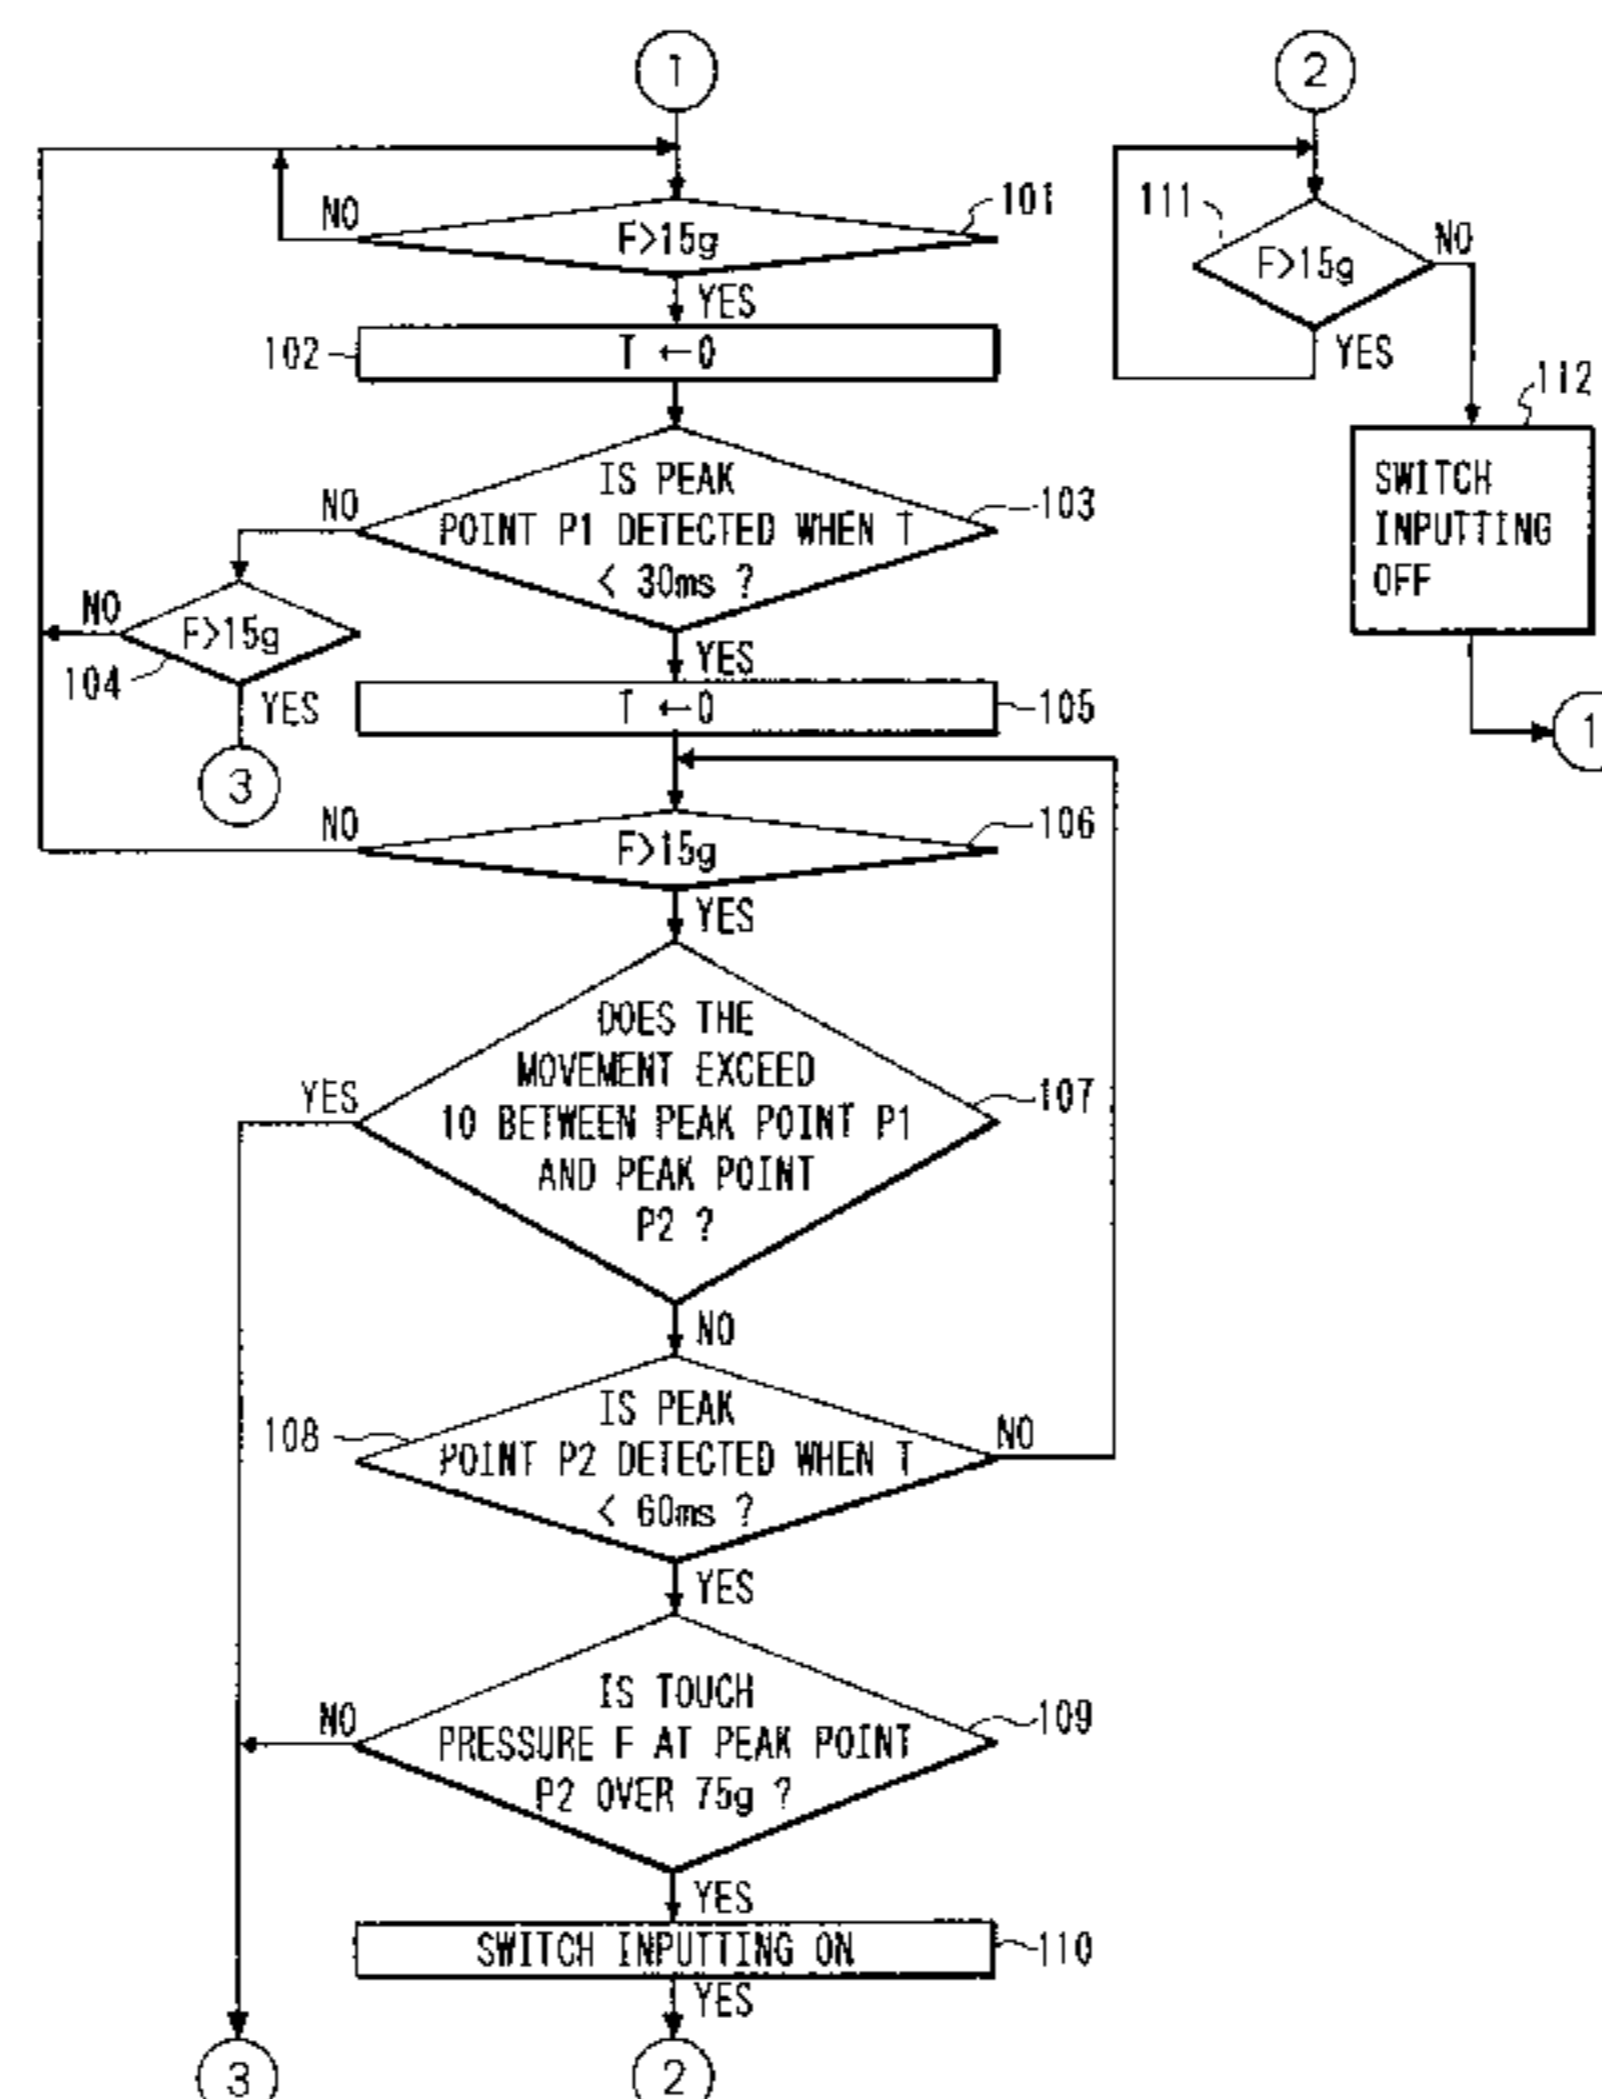 1
NO
F>15g
101
YES
102
T ←0
IS PEAK
POINT P1 DETECTED WHEN T
< 30ms ?
NO
103
NO
F>15g
104
YES
3
YES
T ←0
105
NO
F>15g
106
YES
DOES THE
MOVEMENT EXCEED
10 BETWEEN PEAK POINT P1
AND PEAK POINT
P2 ?
YES
107
NO
108
IS PEAK
POINT P2 DETECTED WHEN T
< 60ms ?
NO
YES
IS TOUCH
PRESSURE F AT PEAK POINT
P2 OVER 75g ?
NO
109
YES
SWITCH INPUTTING ON
110
YES
3
2
2
111
F>15g
NO
YES
112
SWITCH
INPUTTING
OFF
1